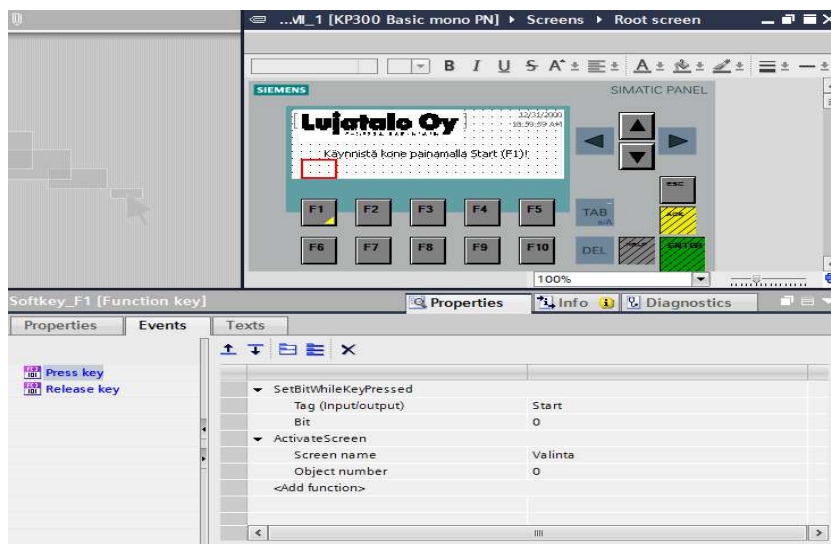 ...MI_1 [KP300 Basic mono PN] ▸ Screens ▸ Root screen
B I U S A
SIEMENS
SIMATIC PANEL
Lujatalo Oy
12/31/2000
10:59:59 AM
Käynnistä kone painamalla Start (F1)!
ESC
F1 F2 F3 F4 F5 TAB ACK
F6 F7 F8 F9 F10 DEL HELP ENTER
100%
Softkey_F1 [Function key]
Properties Info Diagnostics
Properties Events Texts
Press key
Release key
SetBitWhileKeyPressed
Tag (Input/output) Start
Bit 0
ActivateScreen
Screen name Valinta
Object number 0
<Add function>